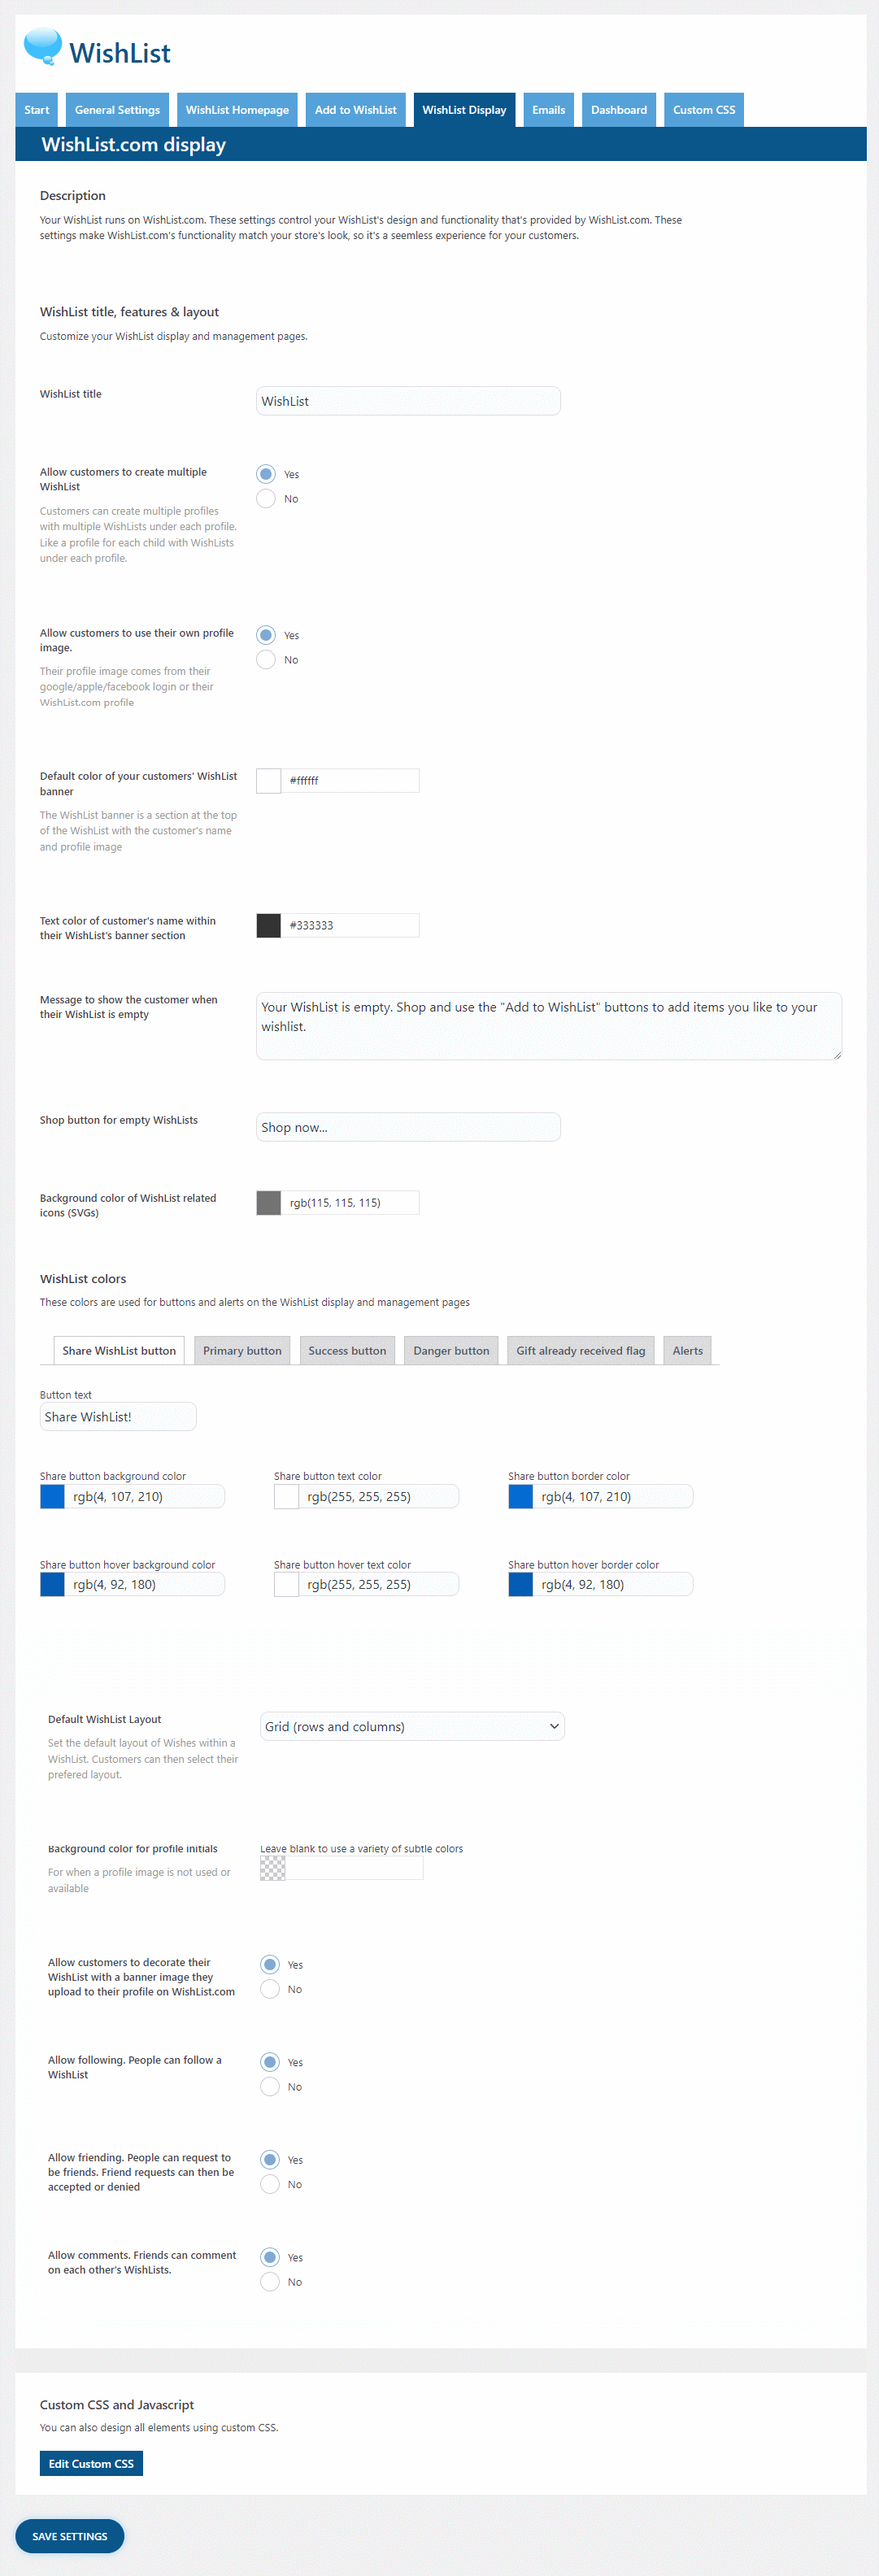 WishList
Start General Settings WishList Homepage Add to WishList WishList Display Emails Dashboard Custom CSS
WishList.com display
Description
Your WishList runs on WishList.com. These settings control your WishList's design and functionality that's provided by WishList.com. These
settings make WishList.com's functionality match your store's look, so it's a seemless experience for your customers.
WishList title, features & layout
Customize your WishList display and management pages.
WishList title
WishList
Allow customers to create multiple
WishList
Customers can create multiple profiles
with multiple WishLists under each profile.
Like a profile for each child with WishLists
under each profile.
Yes
No
Allow customers to use their own profile
image.
Their profile image comes from their
google/apple/facebook login or their
WishList.com profile
Yes
No
Default color of your customers' WishList
banner
The WishList banner is a section at the top
of the WishList with the customer's name
and profile image
#ffffff
Text color of customer's name within
their WishList's banner section
#333333
Message to show the customer when
their WishList is empty
Your WishList is empty. Shop and use the "Add to WishList" buttons to add items you like to your
wishlist.
Shop button for empty WishLists
Shop now...
Background color of WishList related
icons (SVGs)
rgb(115, 115, 115)
WishList colors
These colors are used for buttons and alerts on the WishList display and management pages
Share WishList button Primary button Success button Danger button Gift already received flag Alerts
Button text
Share WishList!
Share button background color Share button text color Share button border color
rgb(4, 107, 210) rgb(255, 255, 255) rgb(4, 107, 210)
Share button hover background color Share button hover text color Share button hover border color
rgb(4, 92, 180) rgb(255, 255, 255) rgb(4, 92, 180)
Default WishList Layout
Set the default layout of Wishes within a
WishList. Customers can then select their
prefered layout.
Grid (rows and columns)
Background color for profile initials
For when a profile image is not used or
available
Leave blank to use a variety of subtle colors
Allow customers to decorate their
WishList with a banner image they
upload to their profile on WishList.com
Yes
No
Allow following. People can follow a
WishList
Yes
No
Allow friending. People can request to
be friends. Friend requests can then be
accepted or denied
Yes
No
Allow comments. Friends can comment
on each other's WishLists.
Yes
No
Custom CSS and Javascript
You can also design all elements using custom CSS.
Edit Custom CSS
SAVE SETTINGS